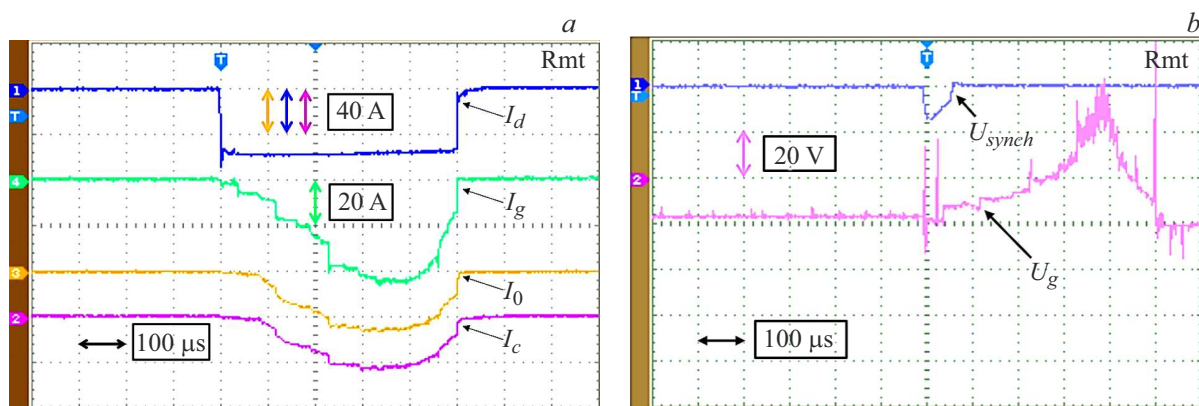 a
T
Rmt
1
40 A
I_d
T
4
20 A
I_g
3
I_0
2
I_c
100 μs
b
T
Rmt
1
T
U_synch
20 V
2
U_g
100 μs